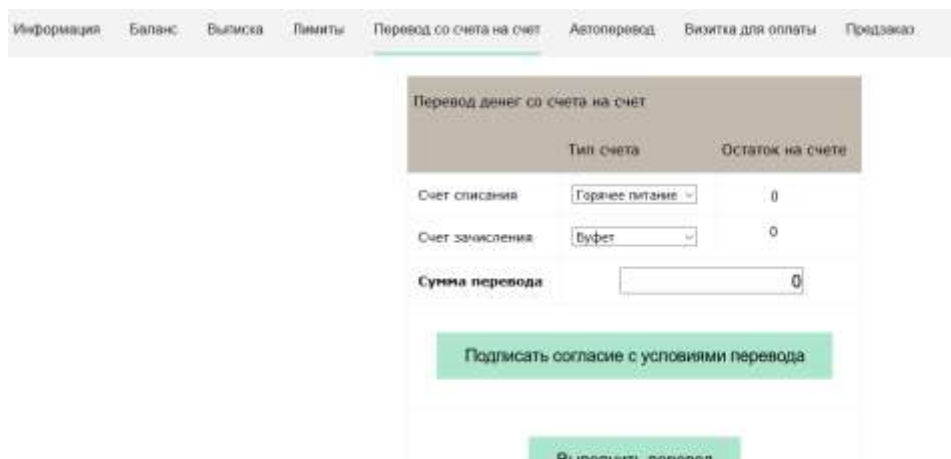 Информация Баланс Выписка Лимиты Перевод со счета на счет Автоперевод Визитка для оплаты Предзаказ
Перевод денег со счета на счет
Тип счета Остаток на счете
Счет списания Горячее питание 0
Счет зачисления Буфет 0
Сумма перевода 0
Подписать согласие с условиями перевода
Выполнить перевод